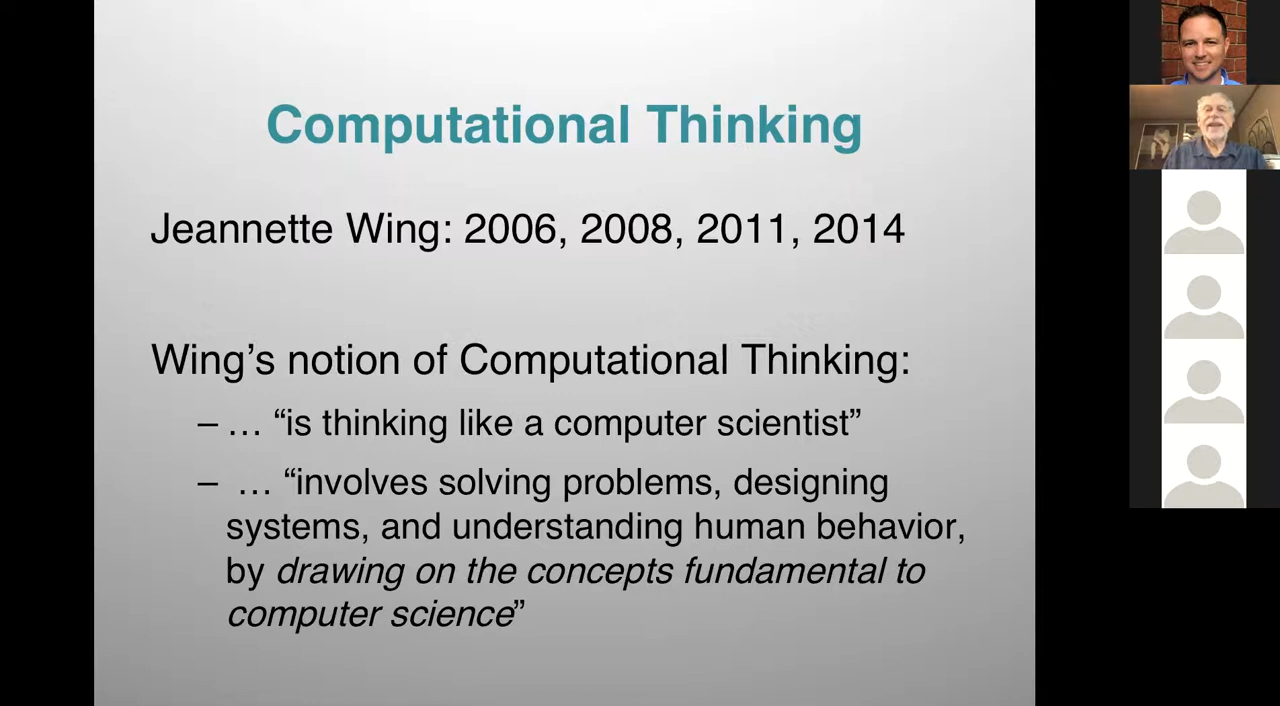 Computational Thinking
Jeannette Wing: 2006, 2008, 2011, 2014
Wing’s notion of Computational Thinking:
– … “is thinking like a computer scientist”
– … “involves solving problems, designing
systems, and understanding human behavior,
by drawing on the concepts fundamental to
computer science”